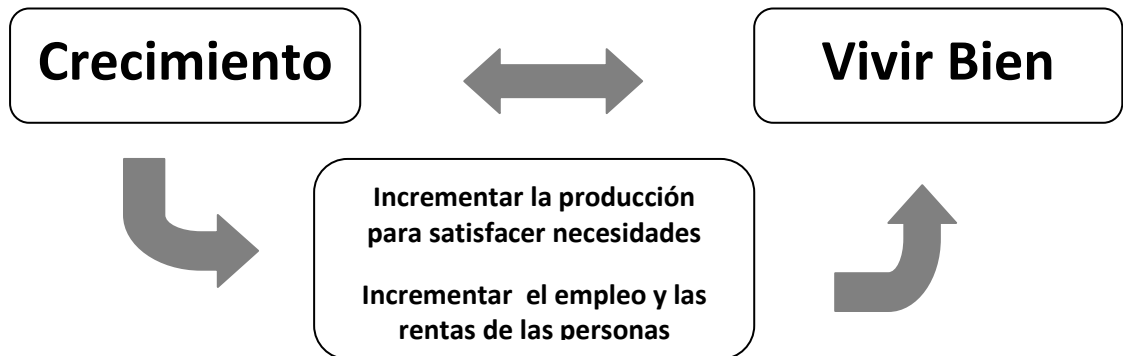 Crecimiento
Vivir Bien
Incrementar la producción
para satisfacer necesidades
Incrementar el empleo y las
rentas de las personas